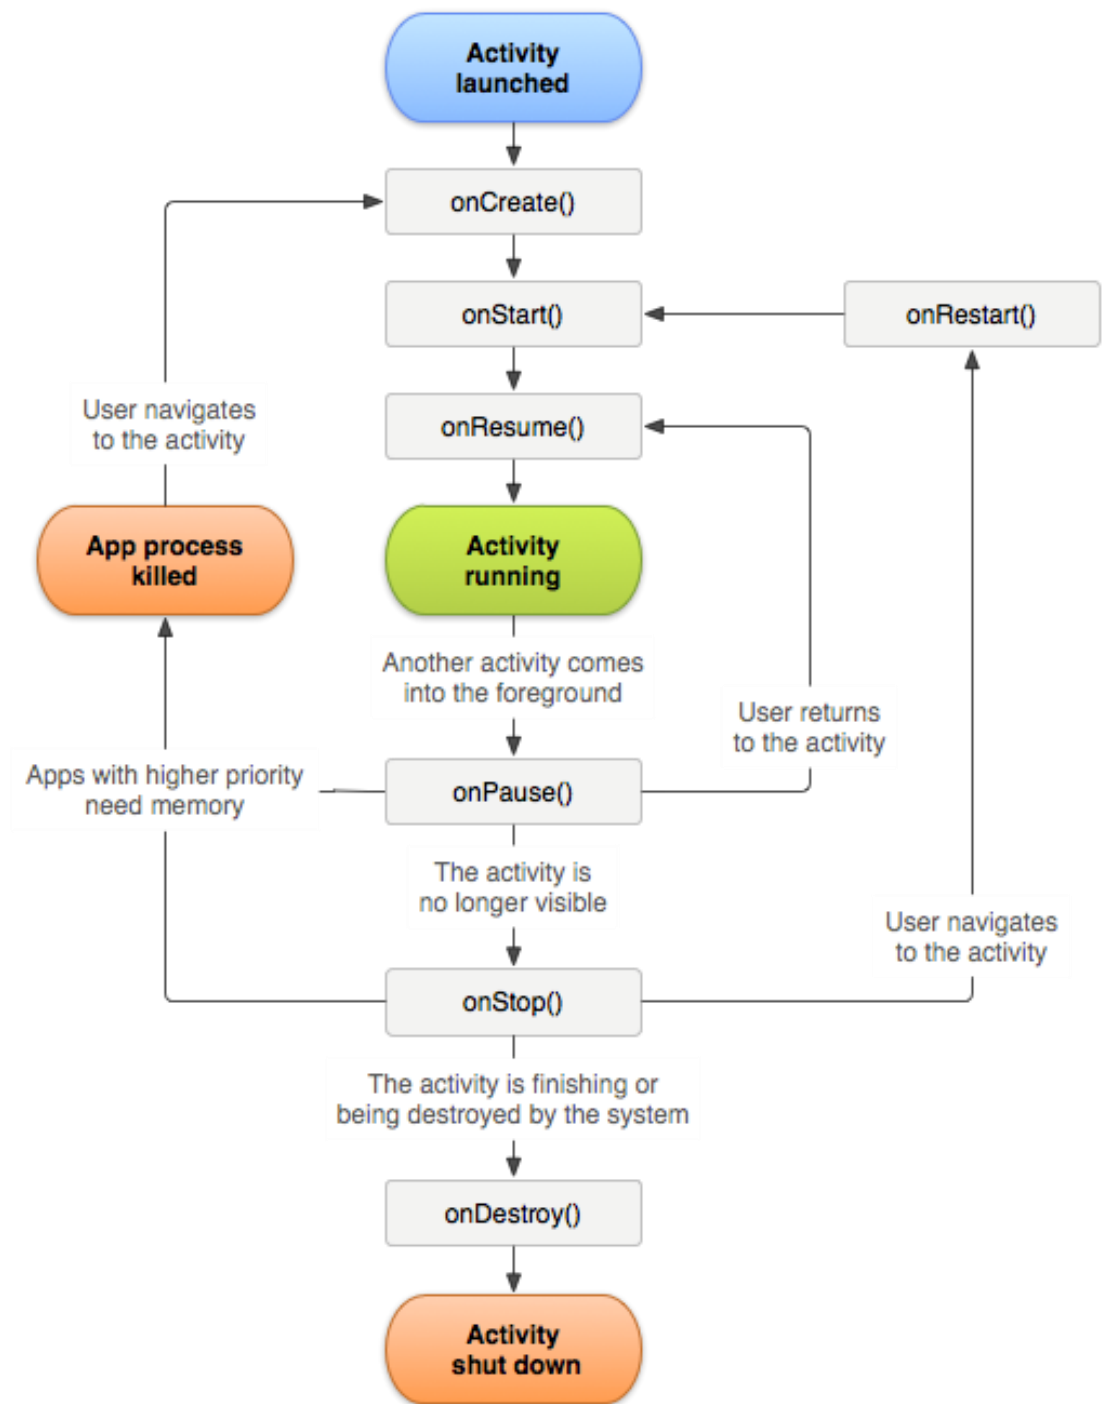 Activity
launched
onCreate()
onStart()
onRestart()
onResume()
User navigates
to the activity
App process
killed
Activity
running
Another activity comes
into the foreground
User returns
to the activity
Apps with higher priority
need memory
onPause()
The activity is
no longer visible
User navigates
to the activity
onStop()
The activity is finishing or
being destroyed by the system
onDestroy()
Activity
shut down